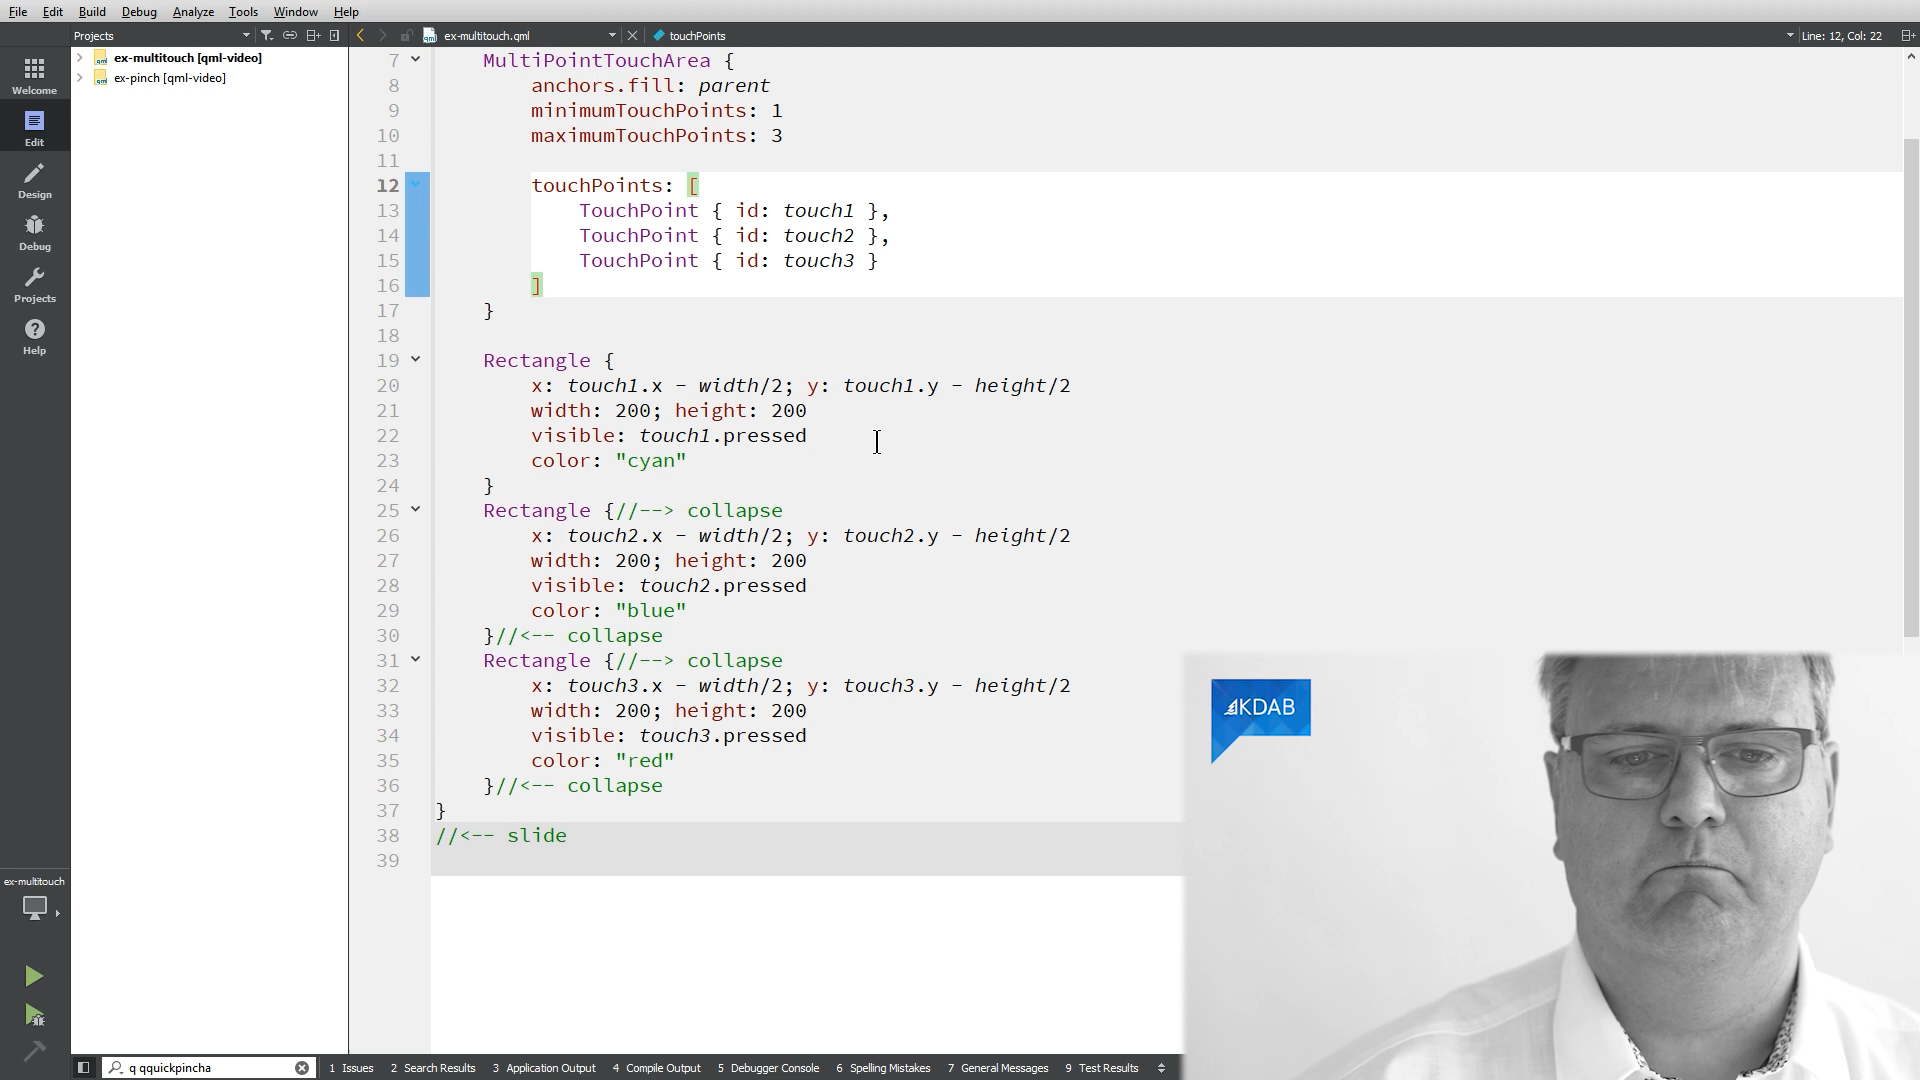 File Edit Build Debug Analyze Tools Window Help
Projects
ex-multitouch.qml
touchPoints
Line: 12, Col: 22
ex-multitouch [qml-video]
ex-pinch [qml-video]
Welcome
Edit
Design
Debug
Projects
Help
7 MultiPointTouchArea {
8 anchors.fill: parent
9 minimumTouchPoints: 1
10 maximumTouchPoints: 3
11
12 touchPoints: [
13 TouchPoint { id: touch1 },
14 TouchPoint { id: touch2 },
15 TouchPoint { id: touch3 }
16 ]
17 }
18
19 Rectangle {
20 x: touch1.x - width/2; y: touch1.y - height/2
21 width: 200; height: 200
22 visible: touch1.pressed
23 color: "cyan"
24 }
25 Rectangle {//--> collapse
26 x: touch2.x - width/2; y: touch2.y - height/2
27 width: 200; height: 200
28 visible: touch2.pressed
29 color: "blue"
30 }//<-- collapse
31 Rectangle {//--> collapse
32 x: touch3.x - width/2; y: touch3.y - height/2
33 width: 200; height: 200
34 visible: touch3.pressed
35 color: "red"
36 }//<-- collapse
37 }
38 //<-- slide
39
KDAB
ex-multitouch
q qquickpincha
1 Issues 2 Search Results 3 Application Output 4 Compile Output 5 Debugger Console 6 Spelling Mistakes 7 General Messages 9 Test Results